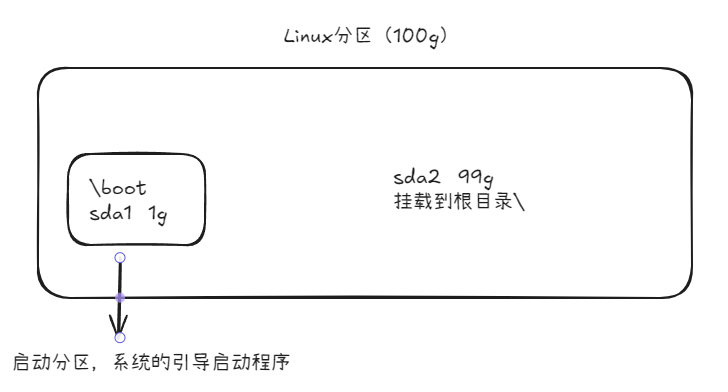 Linux分区（100g）
\boot
sda1 1g
sda2 99g
挂载到根目录\
启动分区，系统的引导启动程序